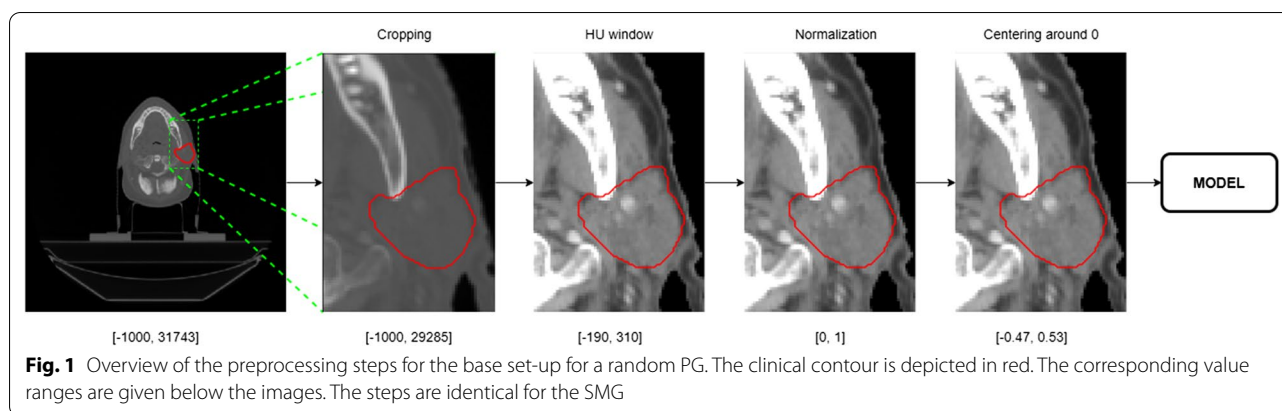 Cropping
HU window
Normalization
Centering around 0
MODEL
[-1000, 31743]
[-1000, 29285]
[-190, 310]
[0, 1]
[-0.47, 0.53]
Fig. 1 Overview of the preprocessing steps for the base set-up for a random PG. The clinical contour is depicted in red. The corresponding value
ranges are given below the images. The steps are identical for the SMG